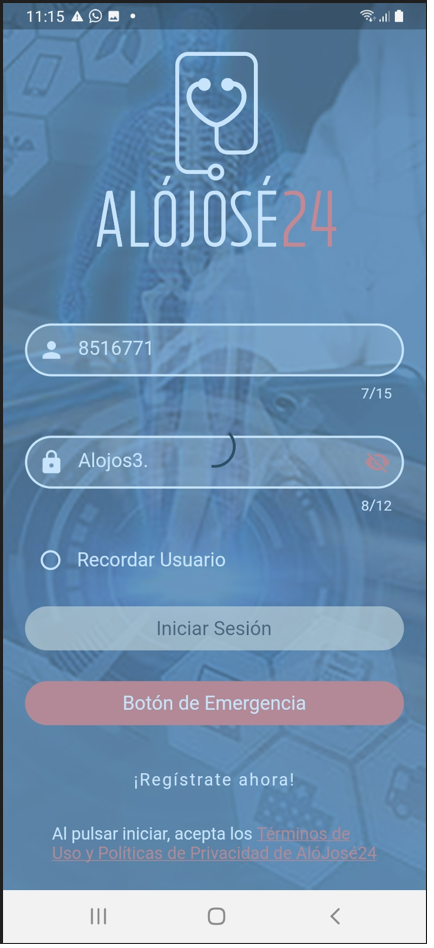 11:15
ALÓJOSÉ24
8516771
7/15
Alojos3.
8/12
Recordar Usuario
Iniciar Sesión
Botón de Emergencia
¡Regístrate ahora!
Al pulsar iniciar, acepta los Términos de
Uso y Políticas de Privacidad de AlóJosé24